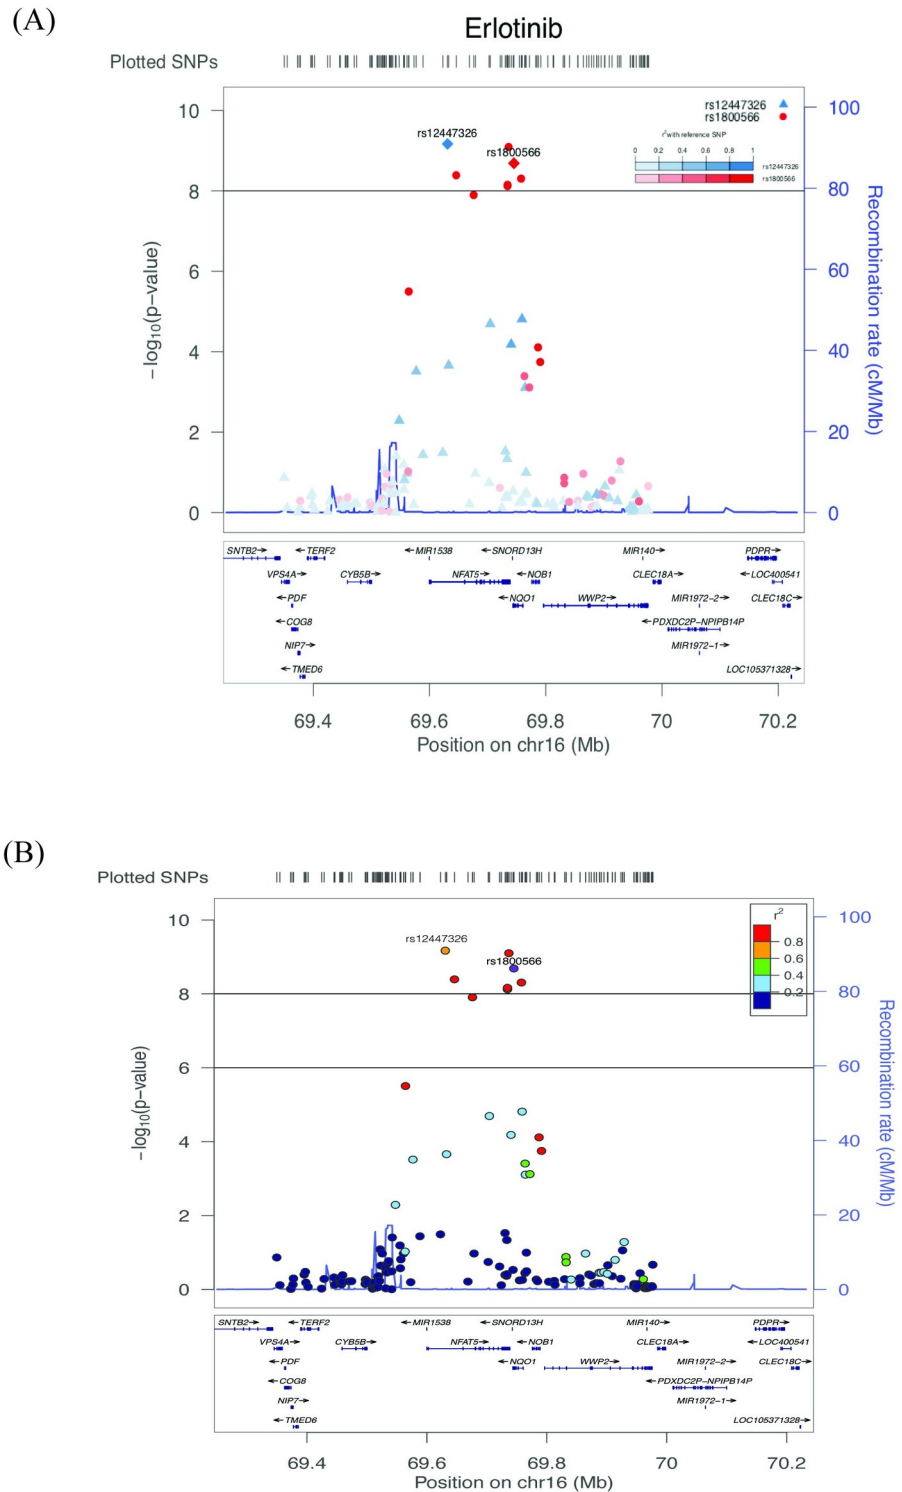 (A)
Erlotinib
Plotted SNPs
10
8
6
4
2
0
−log10(p−value)
100
80
60
40
20
0
Recombination rate (cM/Mb)
rs12447326
rs1800566
r2 with reference SNP
0 0.2 0.4 0.6 0.8 1
rs12447326
rs1800566
rs12447326
rs1800566
SNTB2→ ←TERF2 ←MIR1538 ←SNORD13H MIR140→ PDPR→
VPS4A→ CYB5B→ NFAT5→ ←NOB1 CLEC18A→ ←LOC400541
←PDF ←NQO1 WWP2→ MIR1972−2→ CLEC18C→
←COG8 ←PDXDC2P−NPIPB14P
NIP7→ MIR1972−1→
←TMED6 LOC105371328→
69.4 69.6 69.8 70 70.2
Position on chr16 (Mb)
(B)
Plotted SNPs
10
8
6
4
2
0
−log10(p−value)
100
80
60
40
20
0
Recombination rate (cM/Mb)
r2
0.8
0.6
0.4
0.2
rs12447326
rs1800566
SNTB2→ ←TERF2 ←MIR1538 ←SNORD13H MIR140→ PDPR→
VPS4A→ CYB5B→ NFAT5→ ←NOB1 CLEC18A→ ←LOC400541
←PDF ←NQO1 WWP2→ MIR1972−2→ CLEC18C→
←COG8 ←PDXDC2P−NPIPB14P
NIP7→ MIR1972−1→
←TMED6 LOC105371328→
69.4 69.6 69.8 70 70.2
Position on chr16 (Mb)